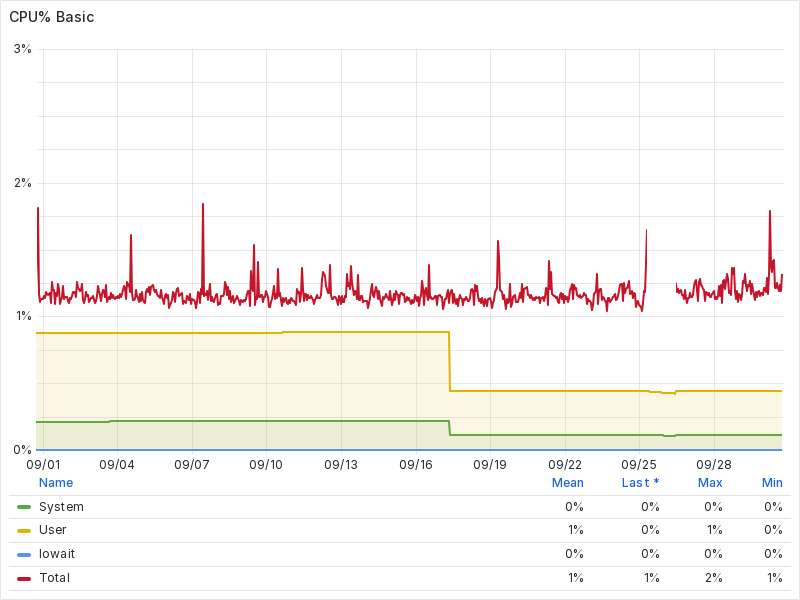 CPU% Basic
3%
2%
1%
0%
09/01 09/04 09/07 09/10 09/13 09/16 09/19 09/22 09/25 09/28
Name Mean Last * Max Min
System 0% 0% 0% 0%
User 1% 0% 1% 0%
Iowait 0% 0% 0% 0%
Total 1% 1% 2% 1%